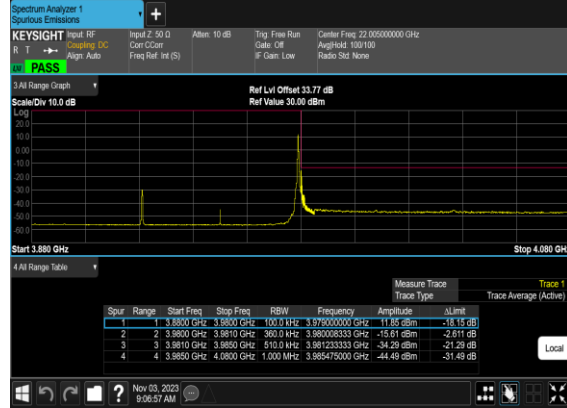 Spectrum Analyzer 1
Spurious Emissions
+
KEYSIGHT Input: RF Input Z: 50 Ω Atten: 10 dB Trig: Free Run Center Freq: 22.005000000 GHz
R T Coupling: DC Corr CCorr Gate: Off Avg|Hold: 100/100
Align: Auto Freq Ref: Int (S) IF Gain: Low Radio Std: None
PASS
3 All Range Graph
Ref Lvl Offset 33.77 dB
Scale/Div 10.0 dB Ref Value 30.00 dBm
Log
20.0
10.0
0.00
-10.0
-20.0
-30.0
-40.0
-50.0
-60.0
Start 3.880 GHz Stop 4.080 GH
4 All Range Table
Measure Trace Trace 1
Trace Type Trace Average (Active)
Spur Range Start Freq Stop Freq RBW Frequency Amplitude ΔLimit
1 1 3.8800 GHz 3.9800 GHz 100.0 kHz 3.979000000 GHz 11.85 dBm -18.15 dB
2 2 3.9800 GHz 3.9810 GHz 360.0 kHz 3.980008333 GHz -15.61 dBm -2.611 dB
3 3 3.9810 GHz 3.9850 GHz 510.0 kHz 3.981233333 GHz -34.29 dBm -21.29 dB
4 4 3.9850 GHz 4.0800 GHz 1.000 MHz 3.985475000 GHz -44.49 dBm -31.49 dB
Local
?
Nov 03, 2023
9:06:57 AM